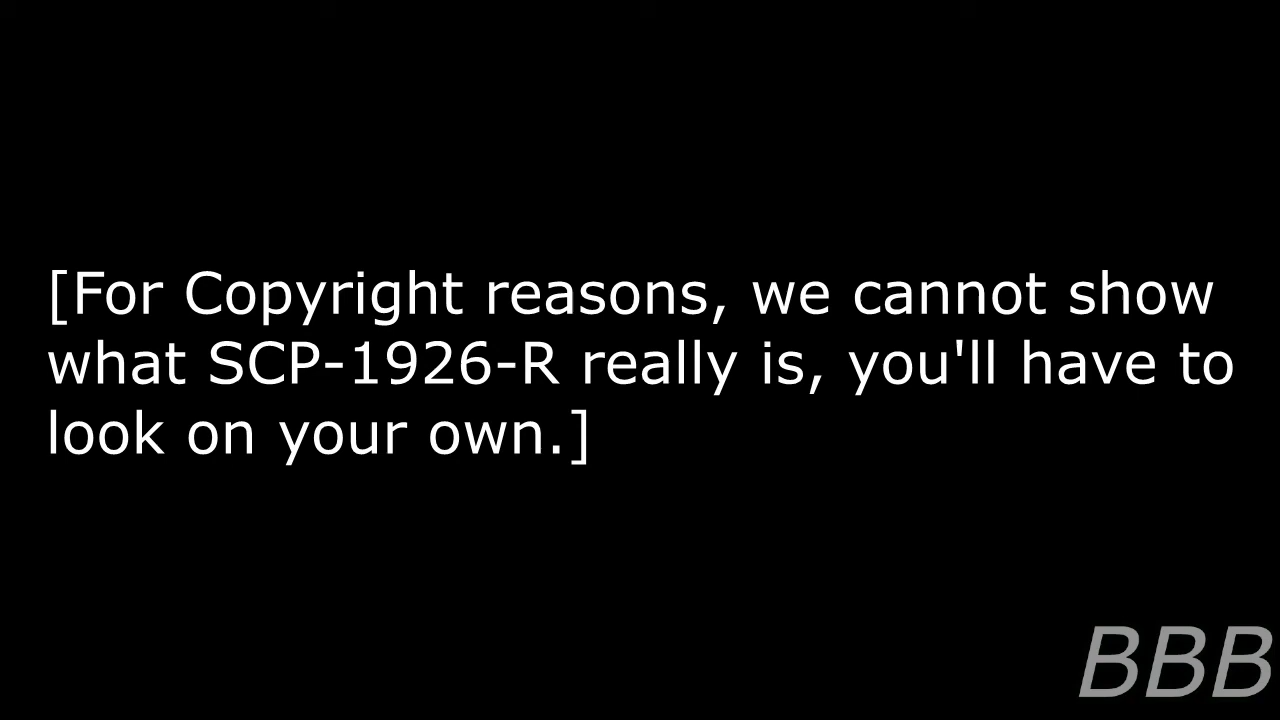 [For Copyright reasons, we cannot show
what SCP-1926-R really is, you'll have to
look on your own.]
BBB